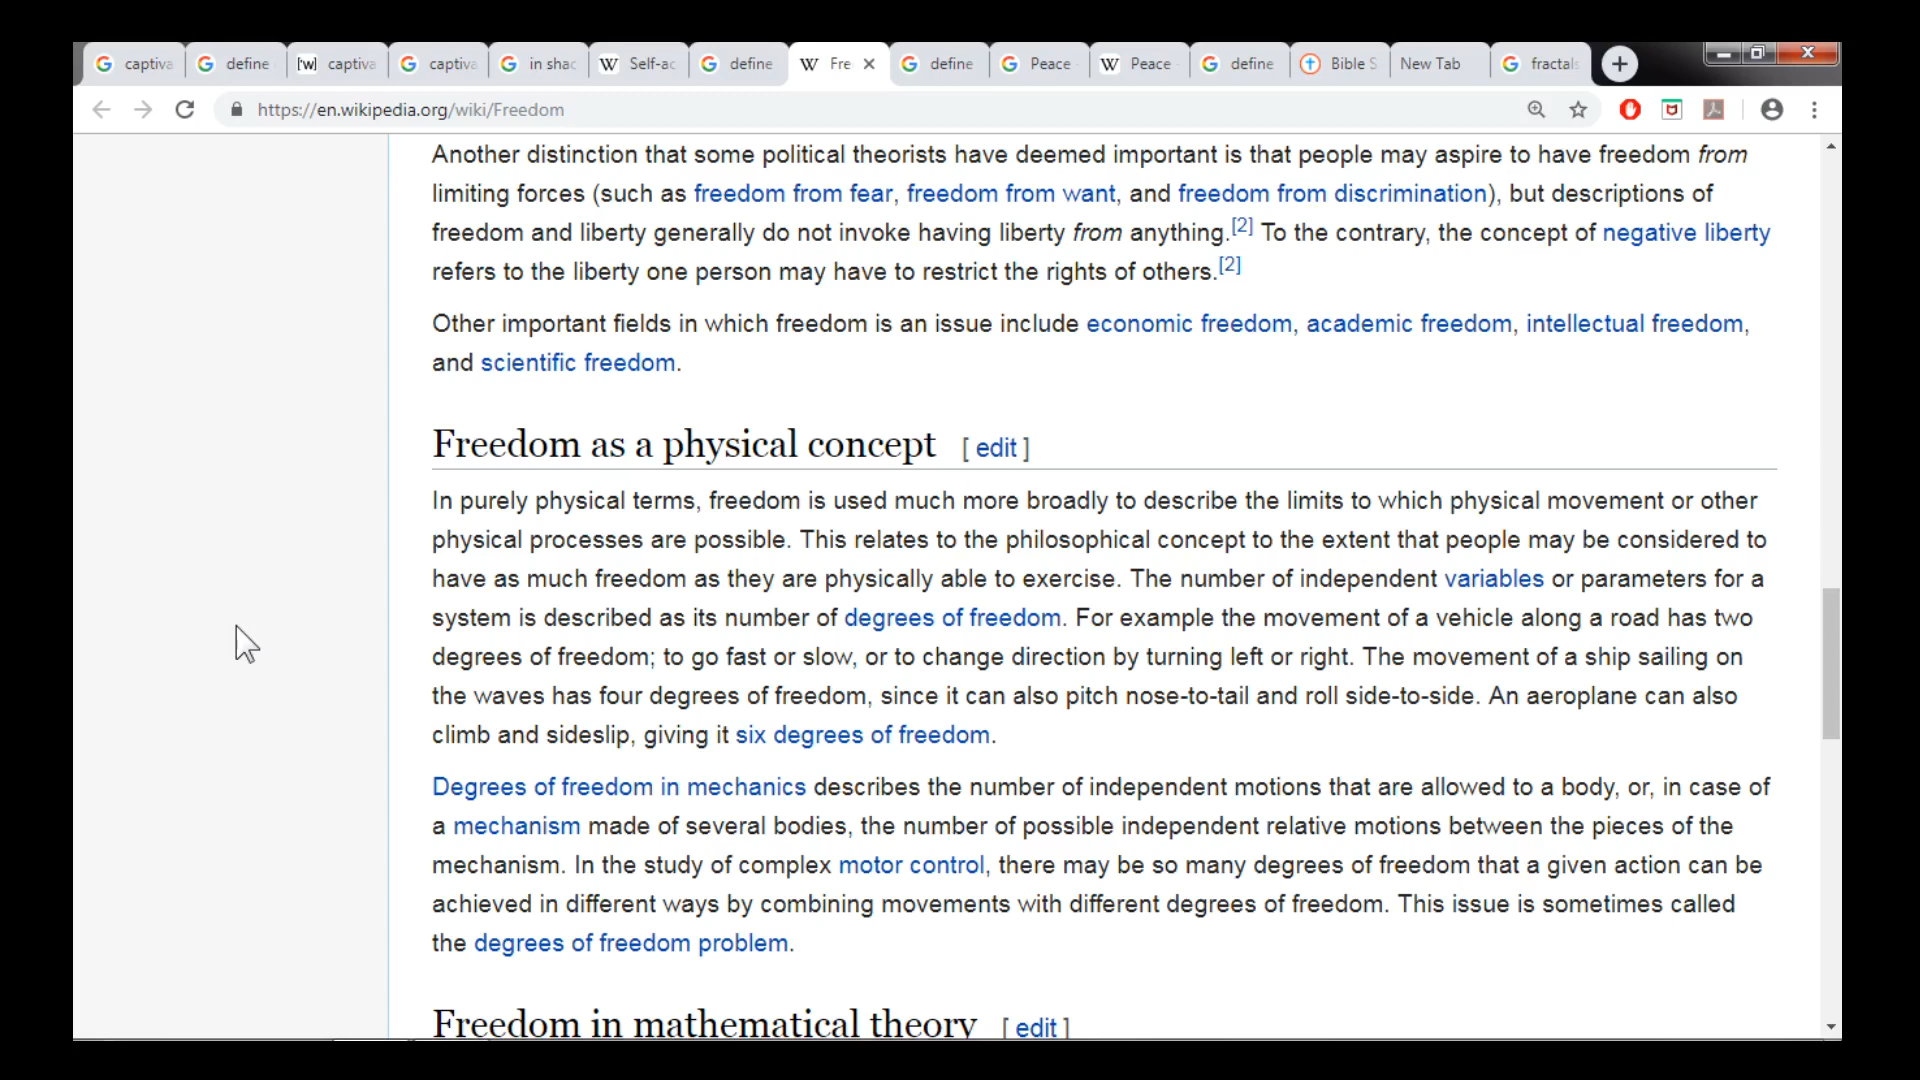 captiva define ['w] captiva captiva in shac W Self-ac define W Fre define Peace W Peace define Bible S New Tab fractals
https://en.wikipedia.org/wiki/Freedom
Another distinction that some political theorists have deemed important is that people may aspire to have freedom from
limiting forces (such as freedom from fear, freedom from want, and freedom from discrimination), but descriptions of
freedom and liberty generally do not invoke having liberty from anything.[2] To the contrary, the concept of negative liberty
refers to the liberty one person may have to restrict the rights of others.[2]
Other important fields in which freedom is an issue include economic freedom, academic freedom, intellectual freedom,
and scientific freedom.
Freedom as a physical concept [ edit ]
In purely physical terms, freedom is used much more broadly to describe the limits to which physical movement or other
physical processes are possible. This relates to the philosophical concept to the extent that people may be considered to
have as much freedom as they are physically able to exercise. The number of independent variables or parameters for a
system is described as its number of degrees of freedom. For example the movement of a vehicle along a road has two
degrees of freedom; to go fast or slow, or to change direction by turning left or right. The movement of a ship sailing on
the waves has four degrees of freedom, since it can also pitch nose-to-tail and roll side-to-side. An aeroplane can also
climb and sideslip, giving it six degrees of freedom.
Degrees of freedom in mechanics describes the number of independent motions that are allowed to a body, or, in case of
a mechanism made of several bodies, the number of possible independent relative motions between the pieces of the
mechanism. In the study of complex motor control, there may be so many degrees of freedom that a given action can be
achieved in different ways by combining movements with different degrees of freedom. This issue is sometimes called
the degrees of freedom problem.
Freedom in mathematical theory [ edit ]